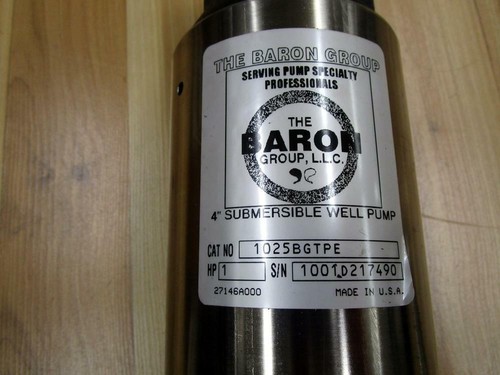 THE BARON GROUP
SERVING PUMP SPECIALTY
PROFESSIONALS
THE
BARON
GROUP, L.L.C.
4" SUBMERSIBLE WELL PUMP
CAT NO 1025BGTPE
HP 1 S/N 1001D217490
27146A000 MADE IN U.S.A.